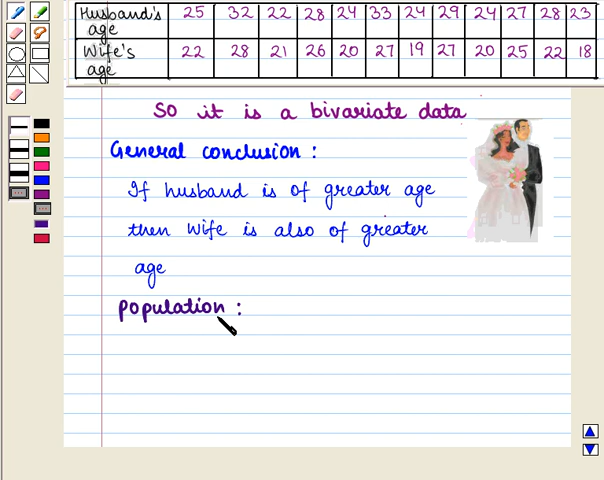 Husband's age 25 32 22 28 24 33 24 29 24 27 28 23
Wife's age 22 28 21 26 20 27 19 27 20 25 22 18
So it is a bivariate data
General conclusion :
If husband is of greater age
then wife is also of greater
age
Population :